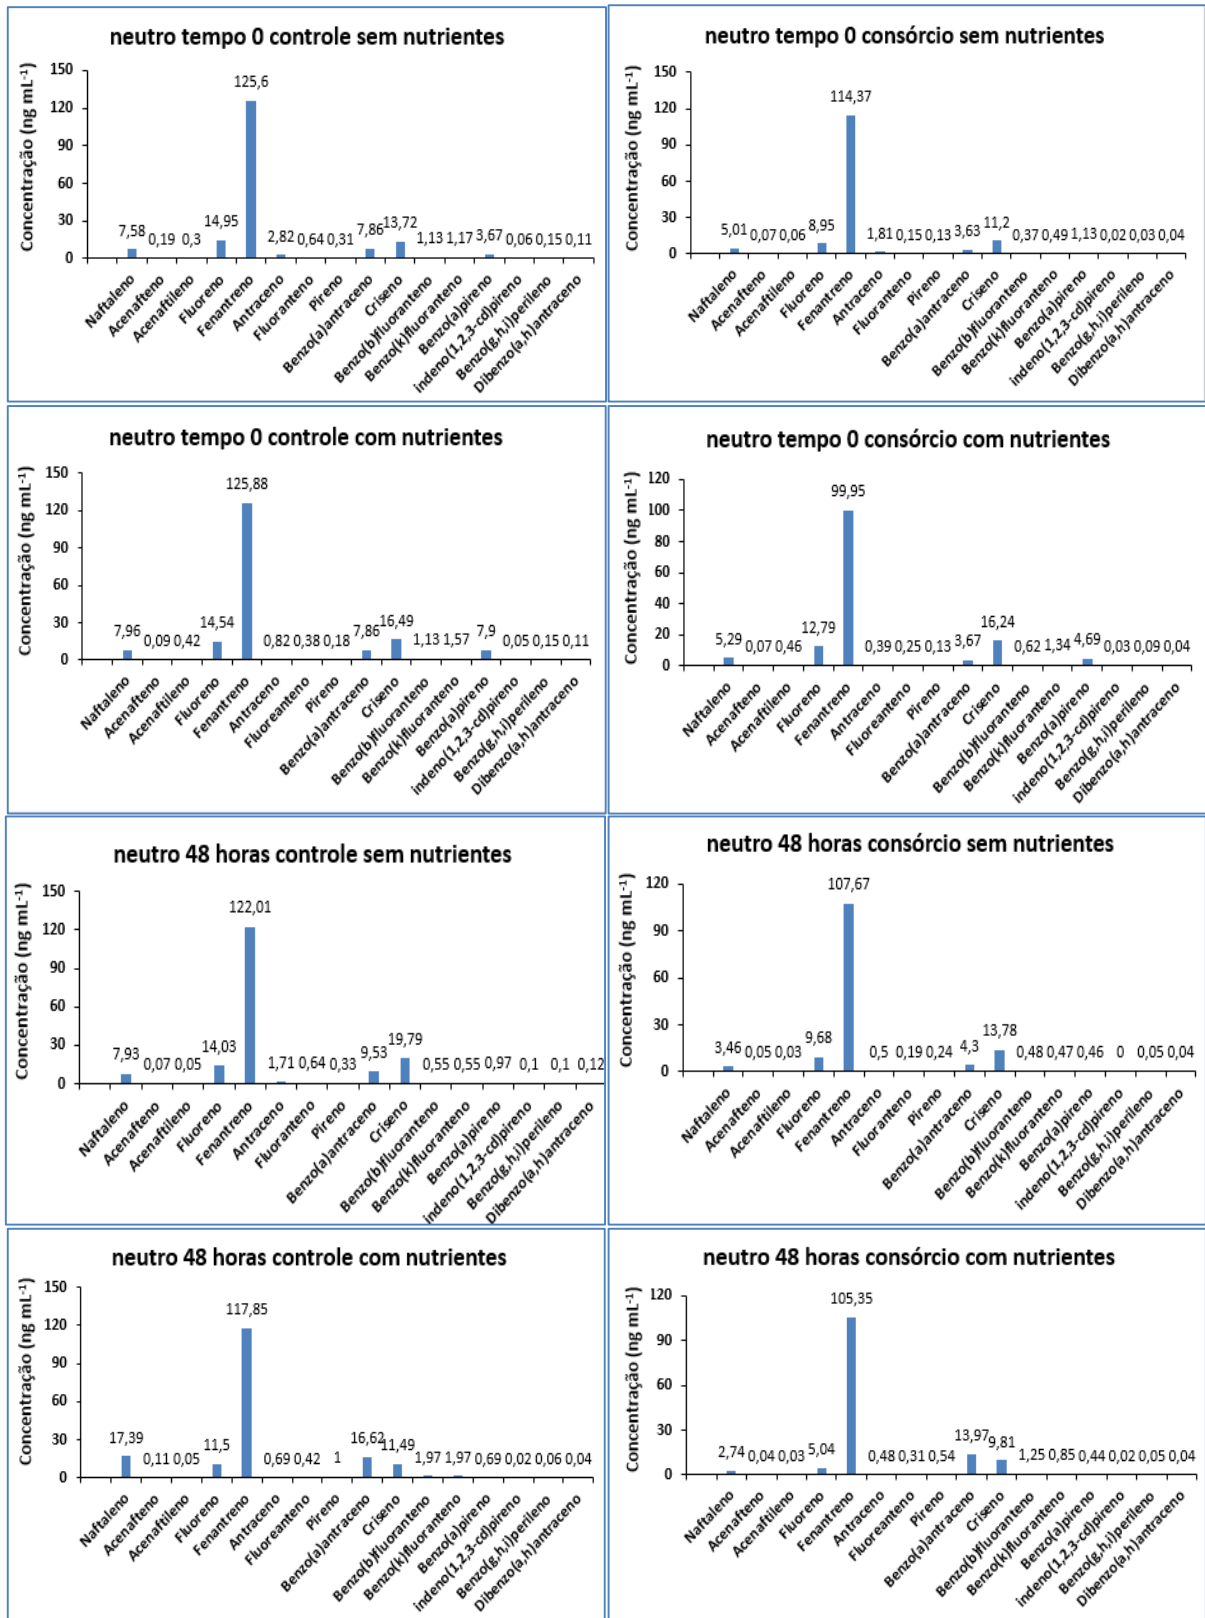 neutro tempo 0 controle sem nutrientes
Concentração (ng mL-1)
150
120
90
60
30
0
7,58
0,19
0,3
14,95
125,6
2,82
0,64
0,31
7,86
13,72
1,13
1,17
3,67
0,06
0,15
0,11
Naftaleno
Acenafteno
Acenaftileno
Fluoreno
Fenantreno
Antraceno
Fluoranteno
Pireno
Benzo(a)antraceno
Criseno
Benzo(b)fluoranteno
Benzo(k)fluoranteno
Benzo(a)pireno
indeno(1,2,3-cd)pireno
Benzo(g,h,i)perileno
Dibenzo(a,h)antraceno
neutro tempo 0 consórcio sem nutrientes
Concentração (ng mL-1)
150
120
90
60
30
0
5,01
0,07
0,06
8,95
114,37
1,81
0,15
0,13
3,63
11,2
0,37
0,49
1,13
0,02
0,03
0,04
Naftaleno
Acenafteno
Acenaftileno
Fluoreno
Fenantreno
Antraceno
Fluoranteno
Pireno
Benzo(a)antraceno
Criseno
Benzo(b)fluoranteno
Benzo(k)fluoranteno
Benzo(a)pireno
indeno(1,2,3-cd)pireno
Benzo(g,h,i)perileno
Dibenzo(a,h)antraceno
neutro tempo 0 controle com nutrientes
Concentração (ng mL-1)
150
120
90
60
30
0
7,96
0,09
0,42
14,54
125,88
0,82
0,38
0,18
7,86
16,49
1,13
1,57
7,9
0,05
0,15
0,11
Naftaleno
Acenafteno
Acenaftileno
Fluoreno
Fenantreno
Antraceno
Fluoreanteno
Pireno
Benzo(a)antraceno
Criseno
Benzo(b)fluoranteno
Benzo(k)fluoranteno
Benzo(a)pireno
indeno(1,2,3-cd)pireno
Benzo(g,h,i)perileno
Dibenzo(a,h)antraceno
neutro tempo 0 consórcio com nutrientes
Concentração (ng mL-1)
120
100
80
60
40
20
0
5,29
0,07
0,46
12,79
99,95
0,39
0,25
0,13
3,67
16,24
0,62
1,34
4,69
0,03
0,09
0,04
Naftaleno
Acenafteno
Acenaftileno
Fluoreno
Fenantreno
Antraceno
Fluoreanteno
Pireno
Benzo(a)antraceno
Criseno
Benzo(b)fluoranteno
Benzo(k)fluoranteno
Benzo(a)pireno
indeno(1,2,3-cd)pireno
Benzo(g,h,i)perileno
Dibenzo(a,h)antraceno
neutro 48 horas controle sem nutrientes
Concentração (ng mL-1)
150
120
90
60
30
0
7,93
0,07
0,05
14,03
122,01
1,71
0,64
0,33
9,53
19,79
0,55
0,55
0,97
0,1
0,1
0,12
Naftaleno
Acenafteno
Acenaftileno
Fluoreno
Fenantreno
Antraceno
Fluoranteno
Pireno
Benzo(a)antraceno
Criseno
Benzo(b)fluoranteno
Benzo(k)fluoranteno
Benzo(a)pireno
indeno(1,2,3-cd)pireno
Benzo(g,h,i)perileno
Dibenzo(a,h)antraceno
neutro 48 horas consórcio sem nutrientes
Concentração (ng mL-1)
120
90
60
30
0
3,46
0,05
0,03
9,68
107,67
0,5
0,19
0,24
4,3
13,78
0,48
0,47
0,46
0
0,05
0,04
Naftaleno
Acenafteno
Acenaftileno
Fluoreno
Fenantreno
Antraceno
Fluoranteno
Pireno
Benzo(a)antraceno
Criseno
Benzo(b)fluoranteno
Benzo(k)fluoranteno
Benzo(a)pireno
indeno(1,2,3-cd)pireno
Benzo(g,h,i)perileno
Dibenzo(a,h)antraceno
neutro 48 horas controle com nutrientes
Concentração (ng mL-1)
150
120
90
60
30
0
17,39
0,11
0,05
11,5
117,85
0,69
0,42
1
16,62
11,49
1,97
1,97
0,69
0,02
0,06
0,04
Naftaleno
Acenafteno
Acenaftileno
Fluoreno
Fenantreno
Antraceno
Fluoreanteno
Pireno
Benzo(a)antraceno
Criseno
Benzo(b)fluoranteno
Benzo(k)fluoranteno
Benzo(a)pireno
indeno(1,2,3-cd)pireno
Benzo(g,h,i)perileno
Dibenzo(a,h)antraceno
neutro 48 horas consórcio com nutrientes
Concentração (ng mL-1)
120
90
60
30
0
2,74
0,04
0,03
5,04
105,35
0,48
0,31
0,54
13,97
9,81
1,25
0,85
0,44
0,02
0,05
0,04
Naftaleno
Acenafteno
Acenaftileno
Fluoreno
Fenantreno
Antraceno
Fluoreanteno
Pireno
Benzo(a)antraceno
Criseno
Benzo(b)fluoranteno
Benzo(k)fluoranteno
Benzo(a)pireno
indeno(1,2,3-cd)pireno
Benzo(g,h,i)perileno
Dibenzo(a,h)antraceno